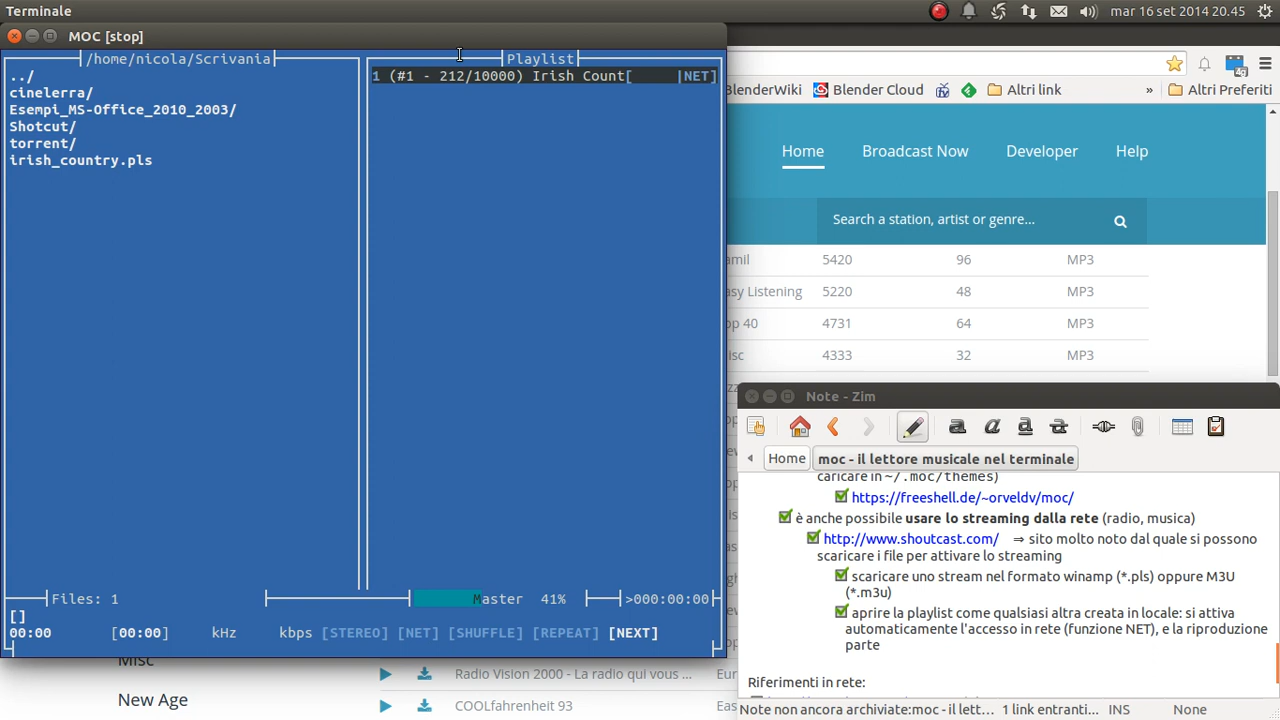 Terminale
mar 16 set 2014 20.45
MOC [stop]
/home/nicola/Scrivania
Playlist
../
cinelerra/
Esempi_MS-Office_2010_2003/
Shotcut/
torrent/
irish_country.pls
1 (#1 - 212/10000) Irish Count[ |NET]
Files: 1
Master 41%
>000:00:00
[]
00:00 [00:00] kHz kbps [STEREO] [NET] [SHUFFLE] [REPEAT] [NEXT]
BlenderWiki
Blender Cloud
Altri link
»
Altri Preferiti
Home
Broadcast Now
Developer
Help
Search a station, artist or genre...
amil 5420 96 MP3
asy Listening 5220 48 MP3
op 40 4731 64 MP3
isc 4333 32 MP3
Note - Zim
Home
moc - il lettore musicale nel terminale
caricare in ~/.moc/themes)
https://freeshell.de/~orveldv/moc/
è anche possibile usare lo streaming dalla rete (radio, musica)
http://www.shoutcast.com/ ⇒ sito molto noto dal quale si possono
scaricare i file per attivare lo streaming
scaricare uno stream nel formato winamp (*.pls) oppure M3U
(*.m3u)
aprire la playlist come qualsiasi altra creata in locale: si attiva
automaticamente l'accesso in rete (funzione NET), e la riproduzione
parte
Riferimenti in rete:
Note non ancora archiviate:moc - il lett...
1 link entranti...
INS
None
Misc
New Age
Radio Vision 2000 - La radio qui vous ...
Eur
COOLfahrenheit 93
Eas